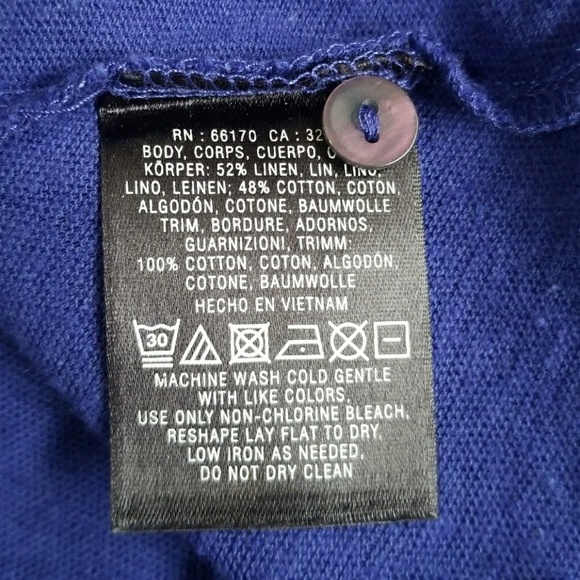 RN : 66170 CA : 32
BODY, CORPS, CUERPO,
KÖRPER: 52% LINEN, LIN, LINO,
LINO, LEINEN; 48% COTTON, COTON,
ALGODÓN, COTONE, BAUMWOLLE
TRIM, BORDURE, ADORNOS,
GUARNIZIONI, TRIMM:
100% COTTON, COTON, ALGODÓN,
COTONE, BAUMWOLLE
HECHO EN VIETNAM
30
MACHINE WASH COLD GENTLE
WITH LIKE COLORS.
USE ONLY NON-CHLORINE BLEACH.
RESHAPE LAY FLAT TO DRY.
LOW IRON AS NEEDED.
DO NOT DRY CLEAN